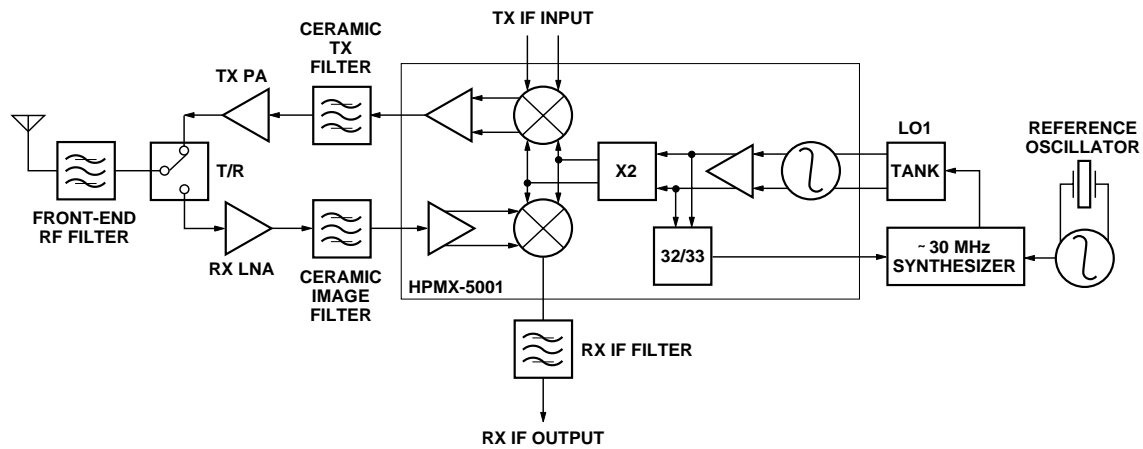 TX IF INPUT
CERAMIC
TX
FILTER
TX PA
T/R
FRONT-END
RF FILTER
RX LNA
CERAMIC
IMAGE
FILTER
HPMX-5001
X2
32/33
LO1
TANK
REFERENCE
OSCILLATOR
~ 30 MHz
SYNTHESIZER
RX IF FILTER
RX IF OUTPUT